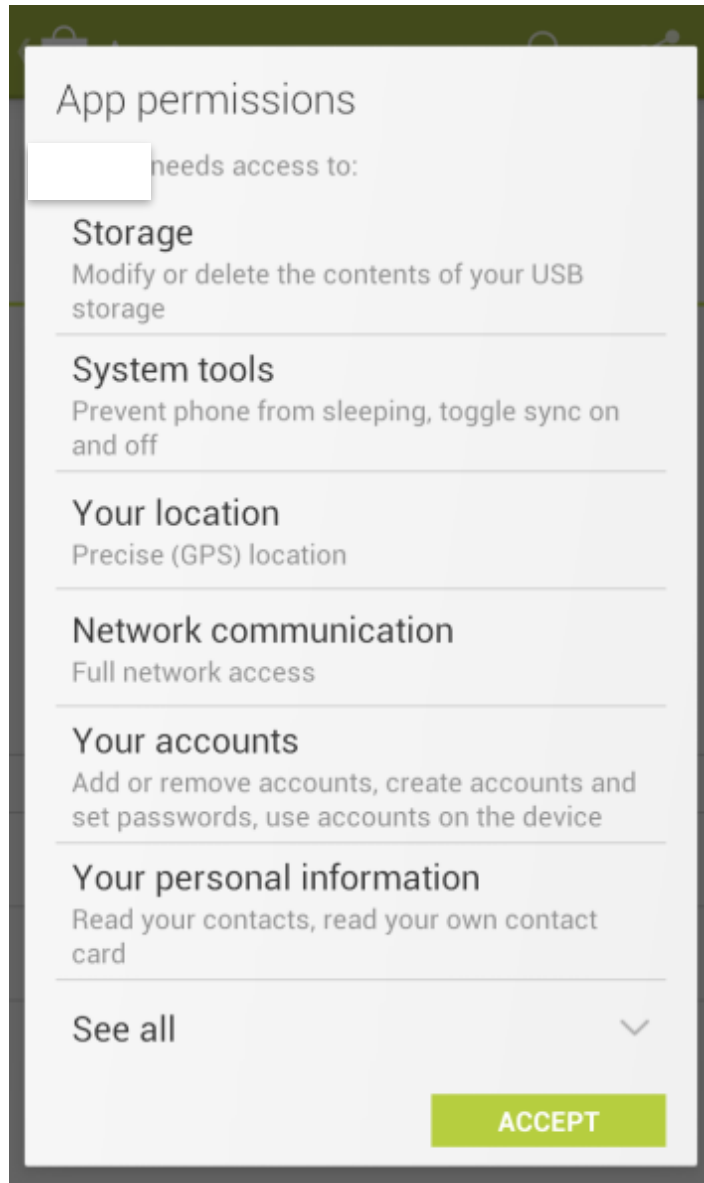 App permissions
needs access to:
Storage
Modify or delete the contents of your USB
storage
System tools
Prevent phone from sleeping, toggle sync on
and off
Your location
Precise (GPS) location
Network communication
Full network access
Your accounts
Add or remove accounts, create accounts and
set passwords, use accounts on the device
Your personal information
Read your contacts, read your own contact
card
See all
ACCEPT